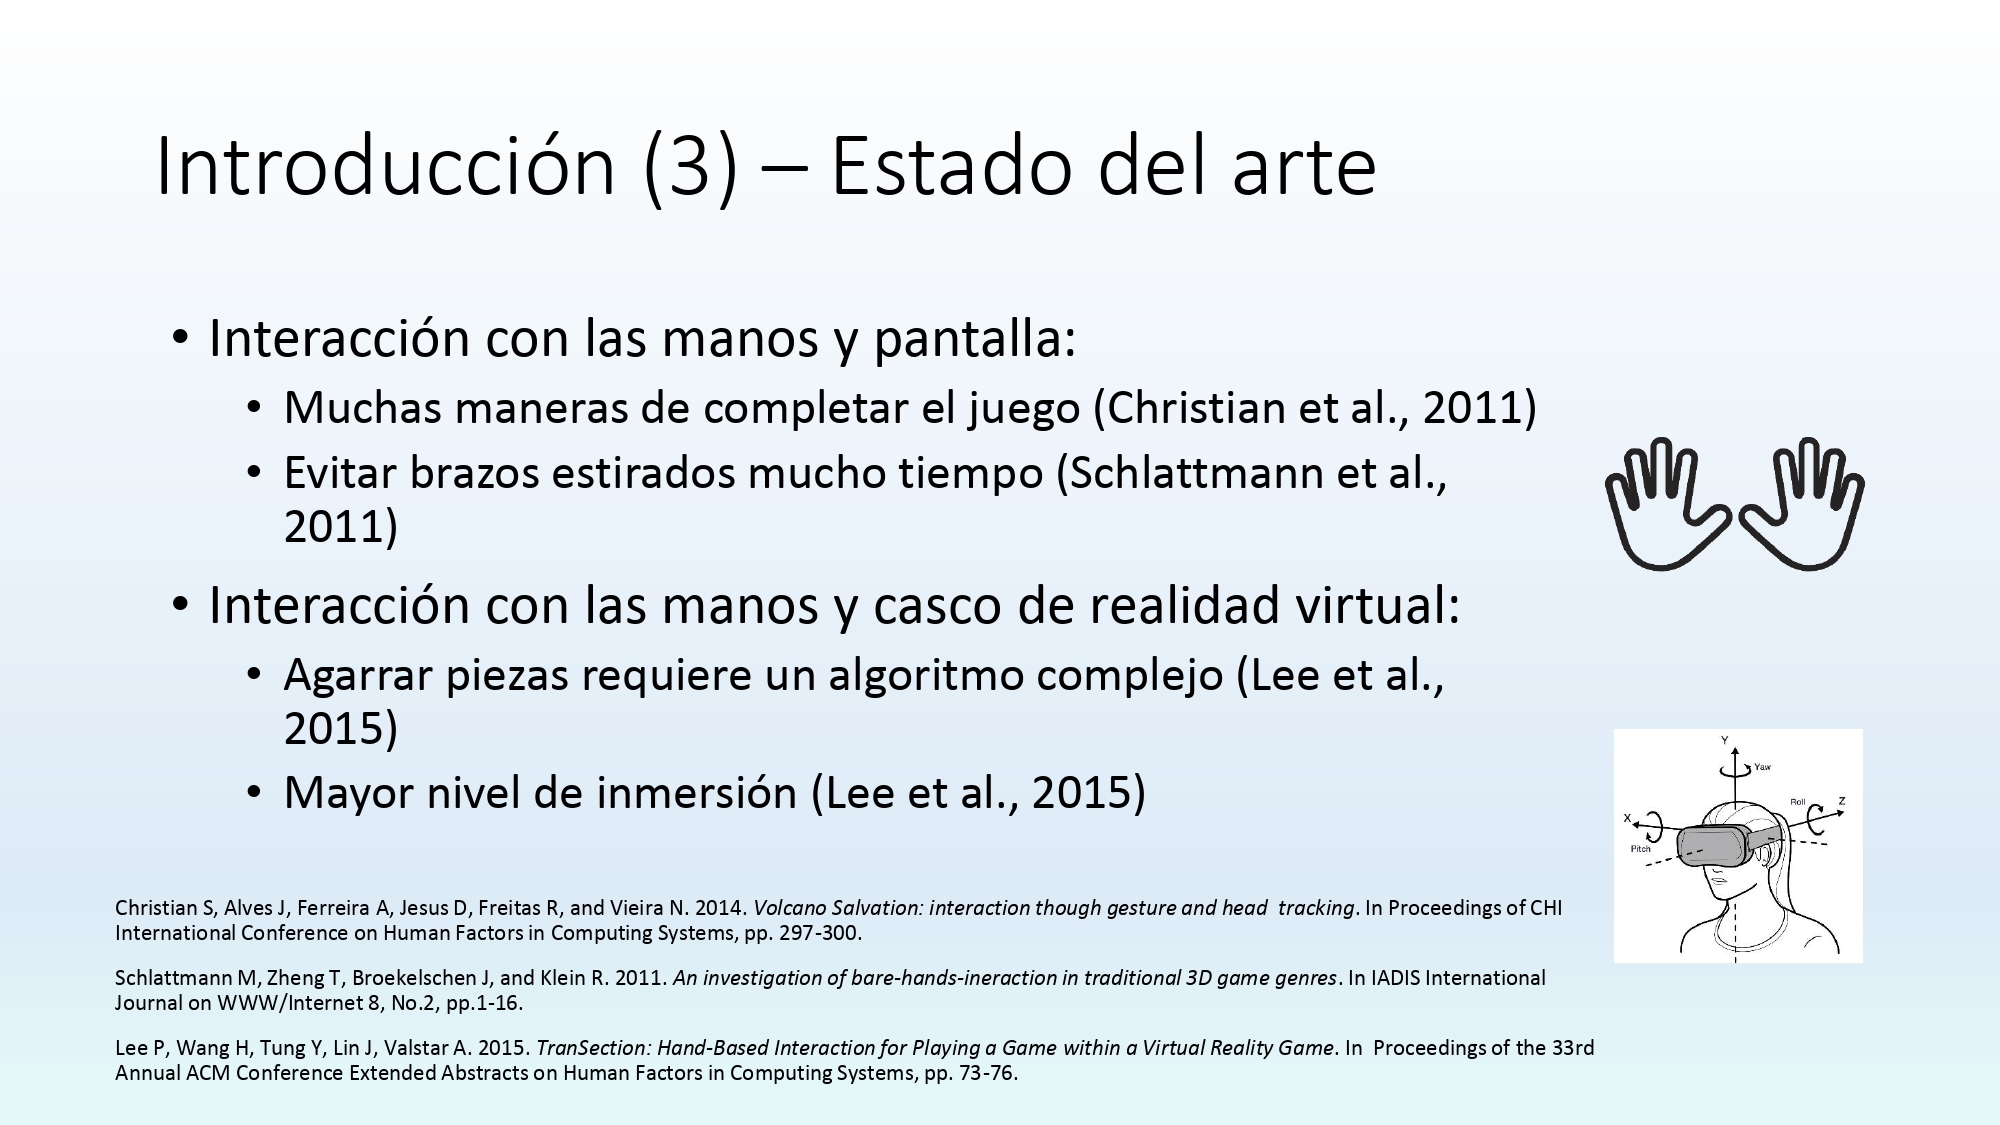 Introducción (3) – Estado del arte
• Interacción con las manos y pantalla:
• Muchas maneras de completar el juego (Christian et al., 2011)
• Evitar brazos estirados mucho tiempo (Schlattmann et al.,
2011)
• Interacción con las manos y casco de realidad virtual:
• Agarrar piezas requiere un algoritmo complejo (Lee et al.,
2015)
• Mayor nivel de inmersión (Lee et al., 2015)
Y
Yaw
Roll
Z
X
Pitch
Christian S, Alves J, Ferreira A, Jesus D, Freitas R, and Vieira N. 2014. Volcano Salvation: interaction though gesture and head tracking. In Proceedings of CHI
International Conference on Human Factors in Computing Systems, pp. 297-300.
Schlattmann M, Zheng T, Broekelschen J, and Klein R. 2011. An investigation of bare-hands-ineraction in traditional 3D game genres. In IADIS International
Journal on WWW/Internet 8, No.2, pp.1-16.
Lee P, Wang H, Tung Y, Lin J, Valstar A. 2015. TranSection: Hand-Based Interaction for Playing a Game within a Virtual Reality Game. In Proceedings of the 33rd
Annual ACM Conference Extended Abstracts on Human Factors in Computing Systems, pp. 73-76.